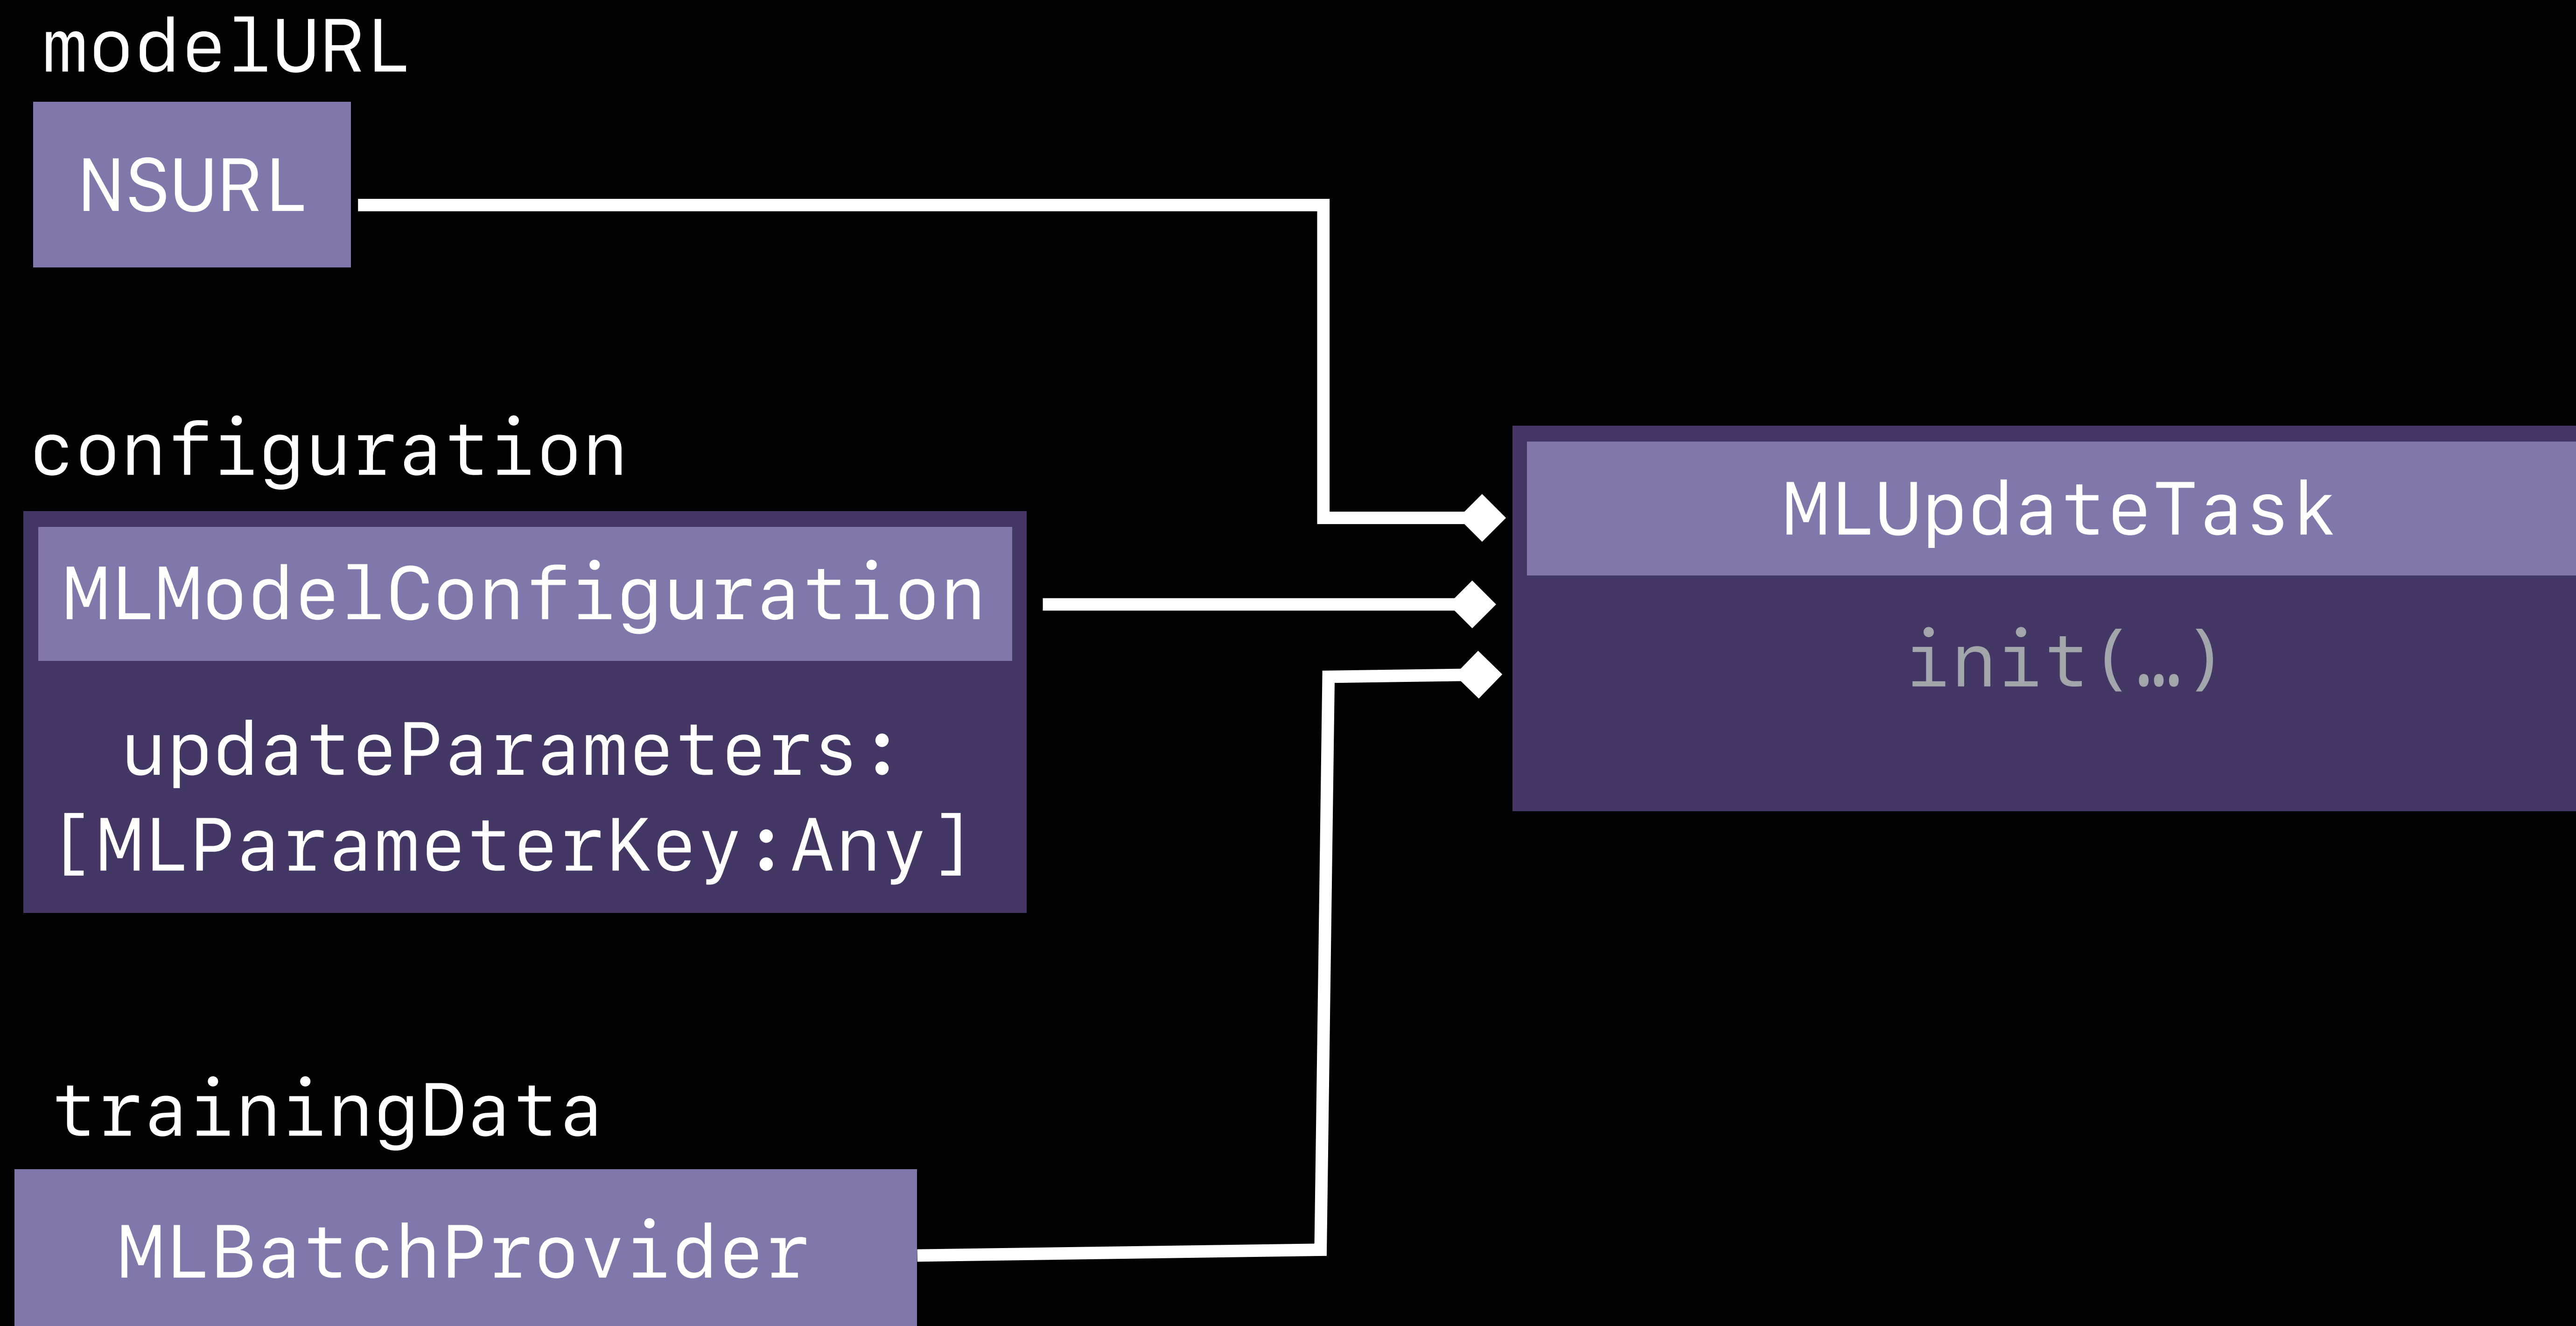 modelURL
NSURL
configuration
MLModelConfiguration
updateParameters:
[MLParameterKey:Any]
trainingData
MLBatchProvider
MLUpdateTask
init(…)